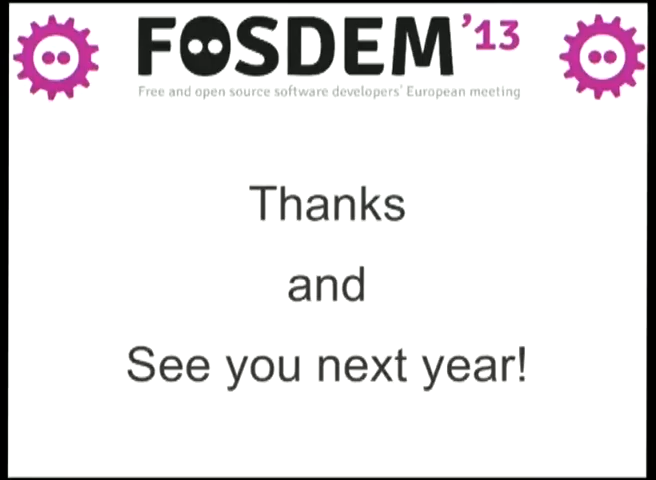 FOSDEM '13
Free and open source software developers' European meeting
Thanks
and
See you next year!